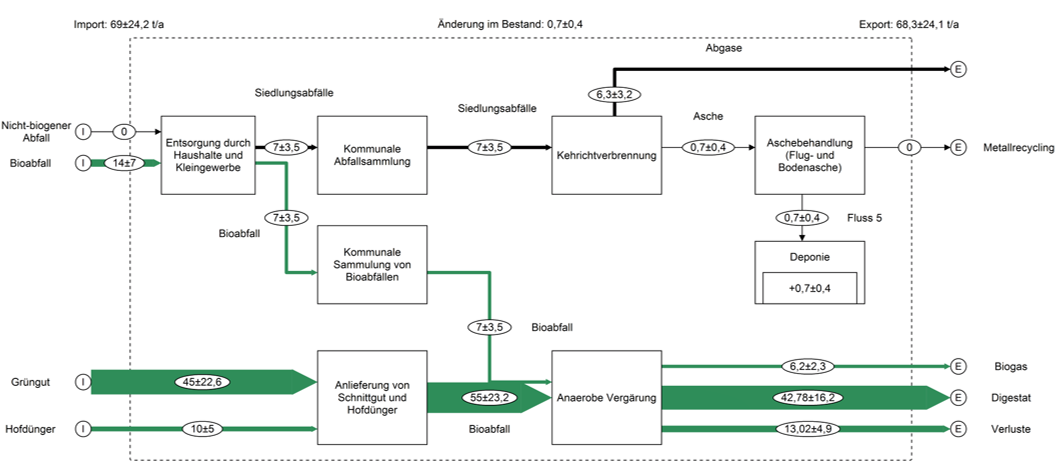 Import: 69±24,2 t/a
Änderung im Bestand: 0,7±0,4
Export: 68,3±24,1 t/a
Abgase
E
6,3±3,2
Siedlungsabfälle
Siedlungsabfälle
Asche
Nicht-biogener
Abfall
I
0
Bioabfall
I
14±7
Entsorgung durch
Haushalte und
Kleingewerbe
7±3,5
Kommunale
Abfallsammlung
7±3,5
Kehrichtverbrennung
0,7±0,4
Aschebehandlung
(Flug- und
Bodenasche)
0
E
Metallrecycling
7±3,5
Bioabfall
0,7±0,4
Fluss 5
Kommunale
Sammulung von
Bioabfällen
Deponie
+0,7±0,4
7±3,5
Bioabfall
Grüngut
I
45±22,6
Anlieferung von
Schnittgut und
Hofdünger
55±23,2
Bioabfall
Anaerobe Vergärung
6,2±2,3
E
Biogas
42,78±16,2
E
Digestat
Hofdünger
I
10±5
13,02±4,9
E
Verluste